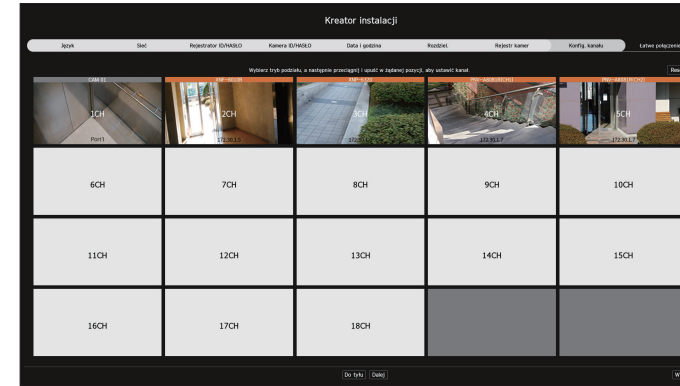 Kreator instalacji
Język Sieć Rejestrator ID/HASŁO Kamera ID/HASŁO Data i godzina Rozdziel. Rejestr kamer Konfig. kanału Łatwe połączenie
Wybierz tryb podziału, a następnie przeciągnij i upuść w żądanej pozycji, aby ustawić kanał.
CAM 01
1CH 2CH 3CH 4CH 5CH
Port1 172.30.1.7 172.30.1.7
6CH 7CH 8CH 9CH 10CH
11CH 12CH 13CH 14CH 15CH
16CH 17CH 18CH
Do tyłu Dalej